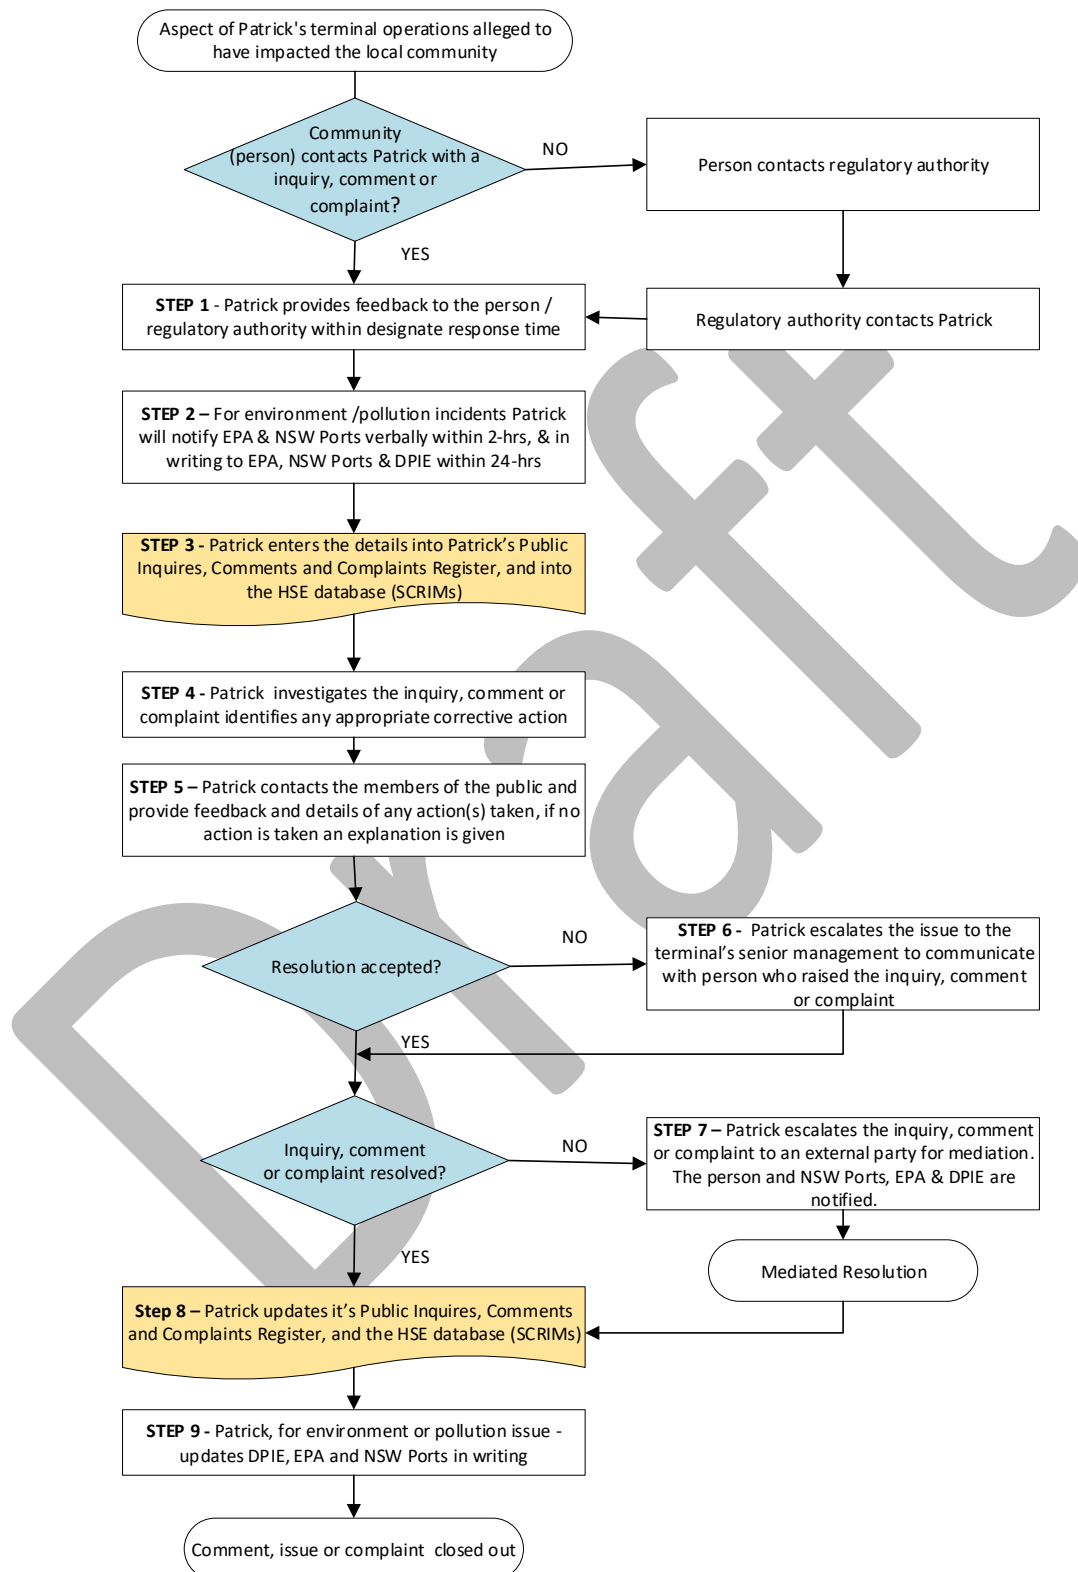 Aspect of Patrick's terminal operations alleged to
have impacted the local community
Community
(person) contacts Patrick with a
inquiry, comment or
complaint?
NO
Person contacts regulatory authority
YES
STEP 1 - Patrick provides feedback to the person /
regulatory authority within designate response time
Regulatory authority contacts Patrick
STEP 2 – For environment /pollution incidents Patrick
will notify EPA & NSW Ports verbally within 2-hrs, & in
writing to EPA, NSW Ports & DPIE within 24-hrs
STEP 3 - Patrick enters the details into Patrick's Public
Inquires, Comments and Complaints Register, and into
the HSE database (SCRIMs)
STEP 4 - Patrick investigates the inquiry, comment or
complaint identifies any appropriate corrective action
STEP 5 – Patrick contacts the members of the public and
provide feedback and details of any action(s) taken, if no
action is taken an explanation is given
Resolution accepted?
NO
STEP 6 - Patrick escalates the issue to the
terminal's senior management to communicate
with person who raised the inquiry, comment
or complaint
YES
Inquiry, comment
or complaint resolved?
NO
STEP 7 – Patrick escalates the inquiry, comment
or complaint to an external party for mediation.
The person and NSW Ports, EPA & DPIE are
notified.
YES
Mediated Resolution
Step 8 – Patrick updates it's Public Inquires, Comments
and Complaints Register, and the HSE database (SCRIMs)
STEP 9 - Patrick, for environment or pollution issue -
updates DPIE, EPA and NSW Ports in writing
Comment, issue or complaint closed out
Draft